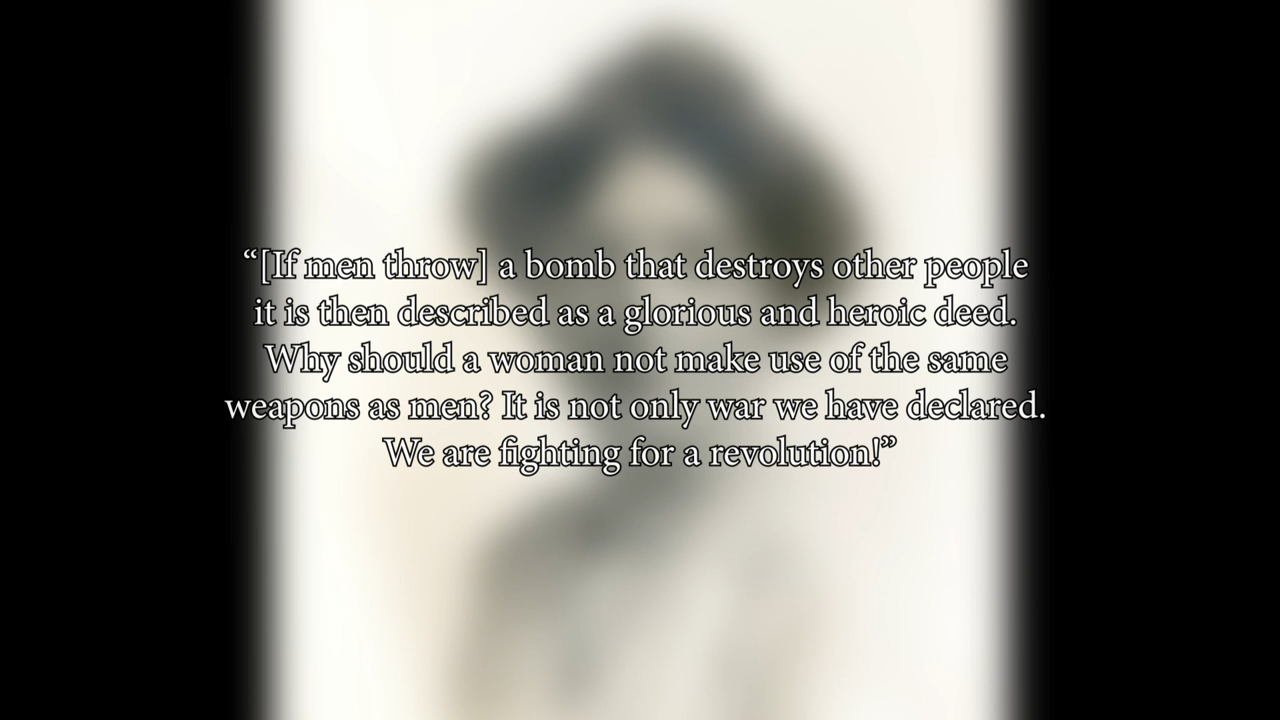 “[If men throw] a bomb that destroys other people
it is then described as a glorious and heroic deed.
Why should a woman not make use of the same
weapons as men? It is not only war we have declared.
We are fighting for a revolution!”